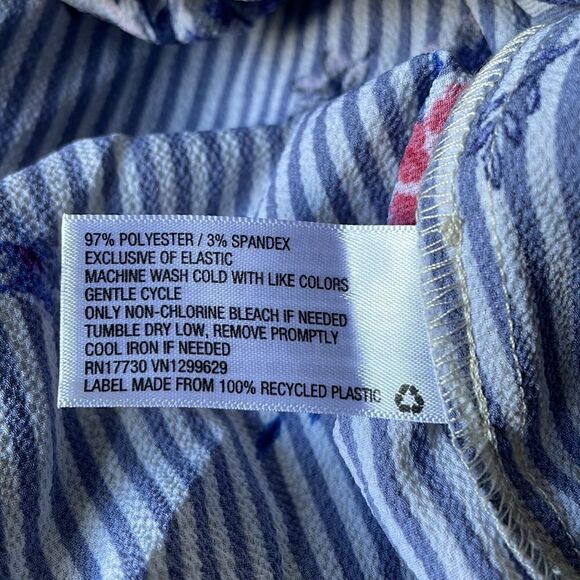 97% POLYESTER / 3% SPANDEX
EXCLUSIVE OF ELASTIC
MACHINE WASH COLD WITH LIKE COLORS
GENTLE CYCLE
ONLY NON-CHLORINE BLEACH IF NEEDED
TUMBLE DRY LOW, REMOVE PROMPTLY
COOL IRON IF NEEDED
RN17730 VN1299629
LABEL MADE FROM 100% RECYCLED PLASTIC